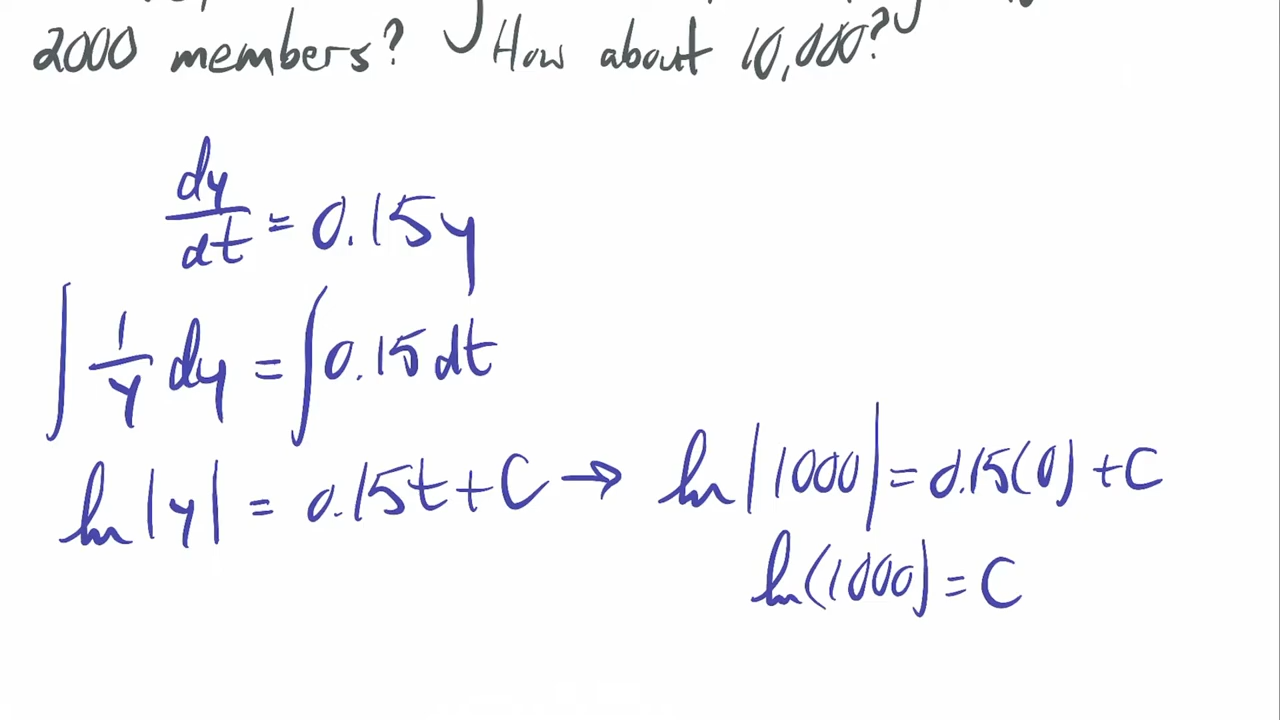 2000 members? How about 10,000?
dy/dt = 0.15y
∫ 1/y dy = ∫ 0.15 dt
ln |y| = 0.15t + C → ln |1000| = 0.15(0) + C
ln(1000) = C